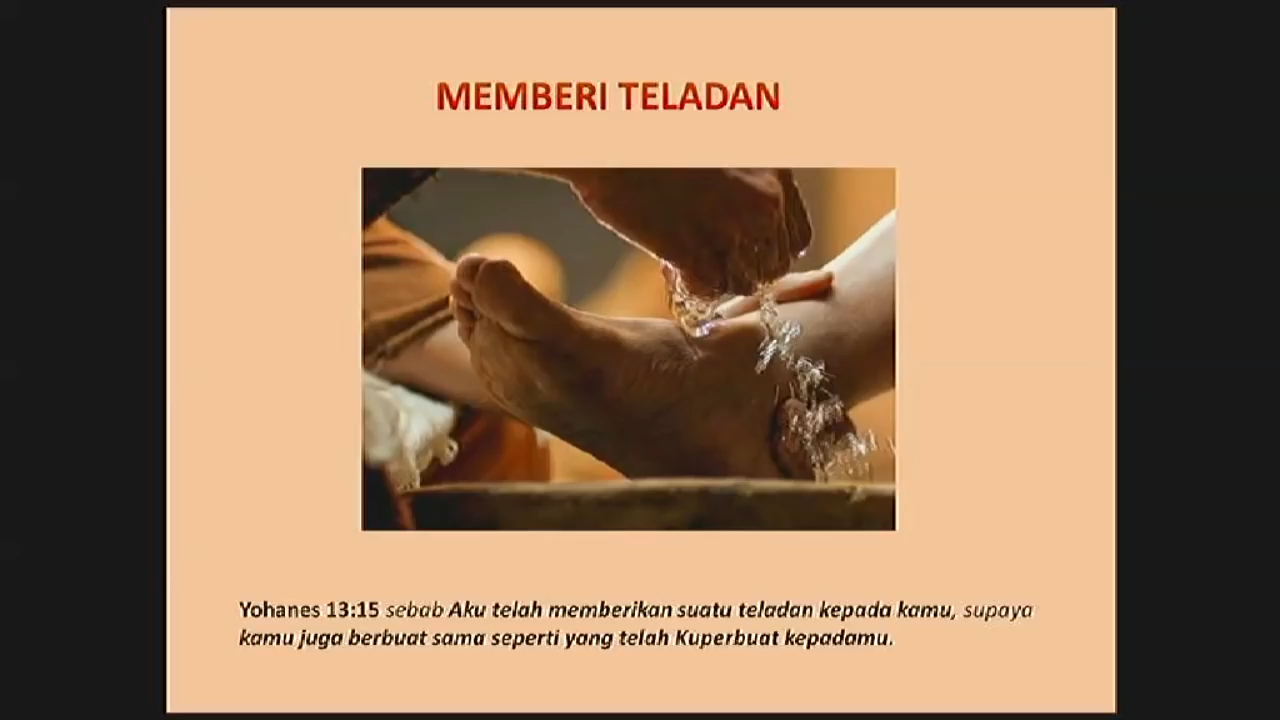 MEMBERI TELADAN
Yohanes 13:15 sebab Aku telah memberikan suatu teladan kepada kamu, supaya
kamu juga berbuat sama seperti yang telah Kuperbuat kepadamu.